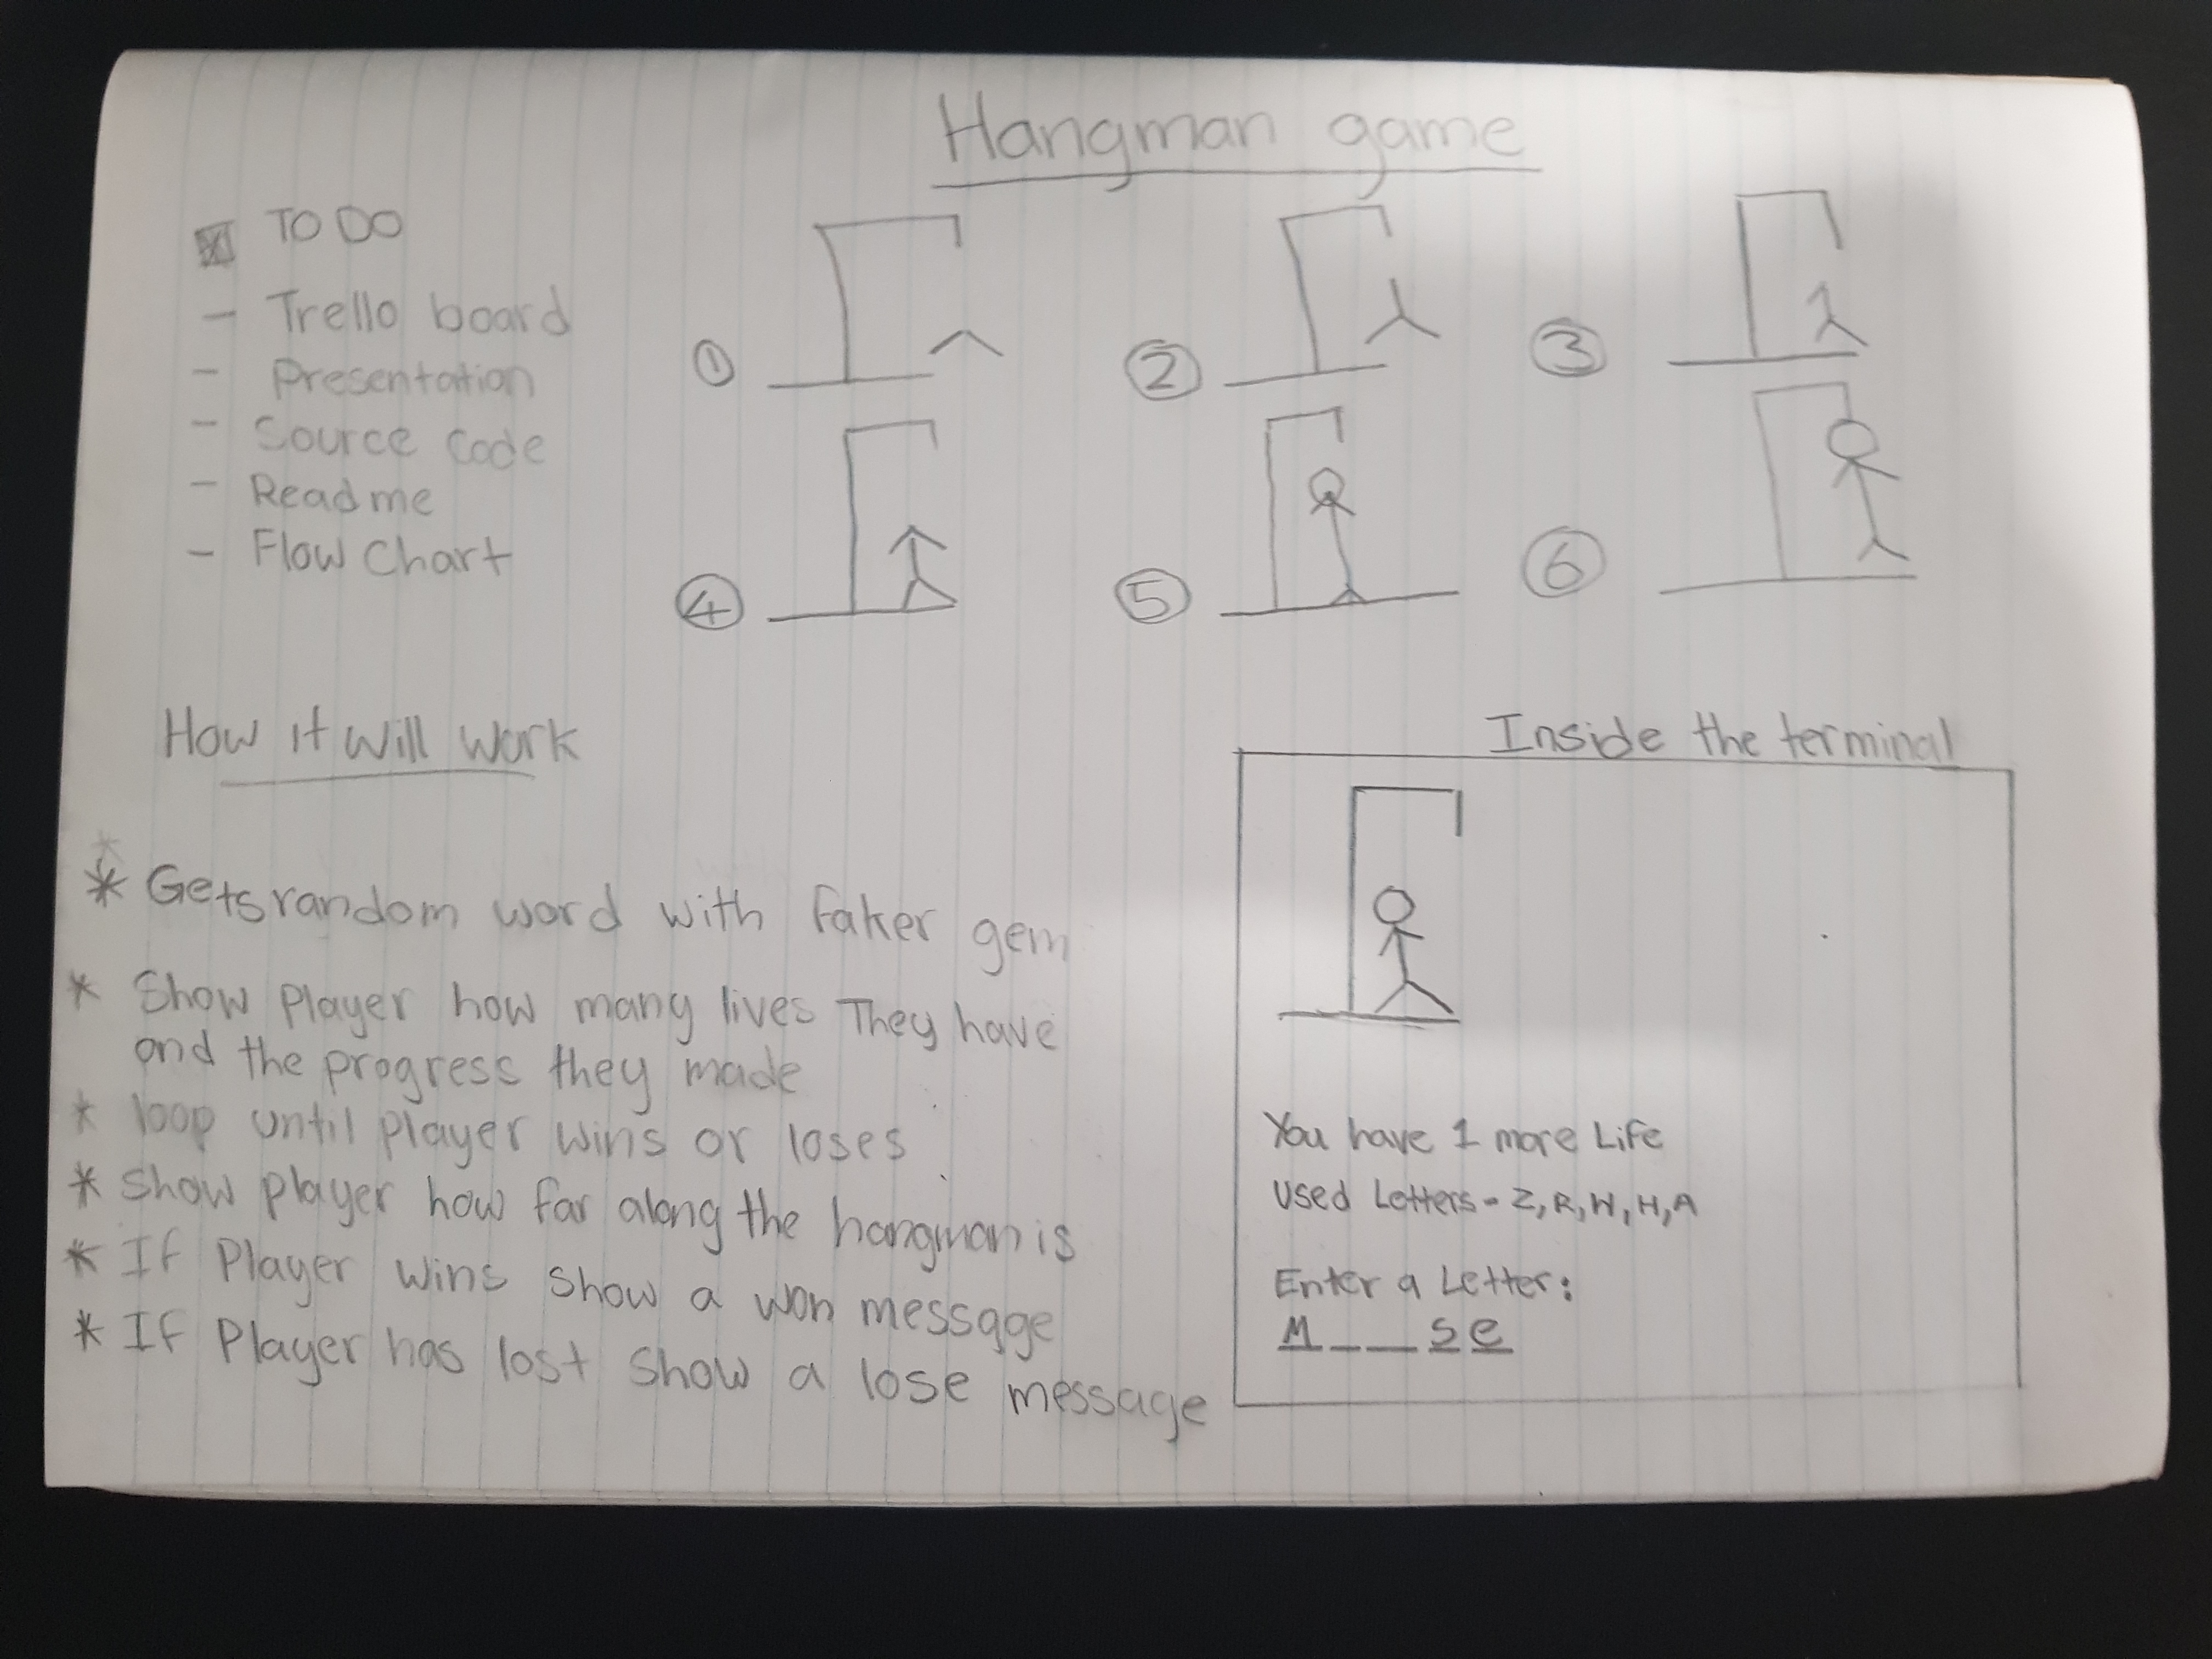 Hangman game
TO DO
- Trello board
- Presentation
- Source Code
- Readme
- Flow Chart
1
2
3
4
5
6
How it will work
* Gets random word with faker gem
* Show Player how many lives They have
and the progress they made
* loop until player wins or loses
* show player how far along the hangman is
* If Player wins show a won message
* If Player has lost show a lose message
Inside the terminal
You have 1 more Life
Used Letters - Z, R, W, H, A
Enter a Letter:
M _ _ s e